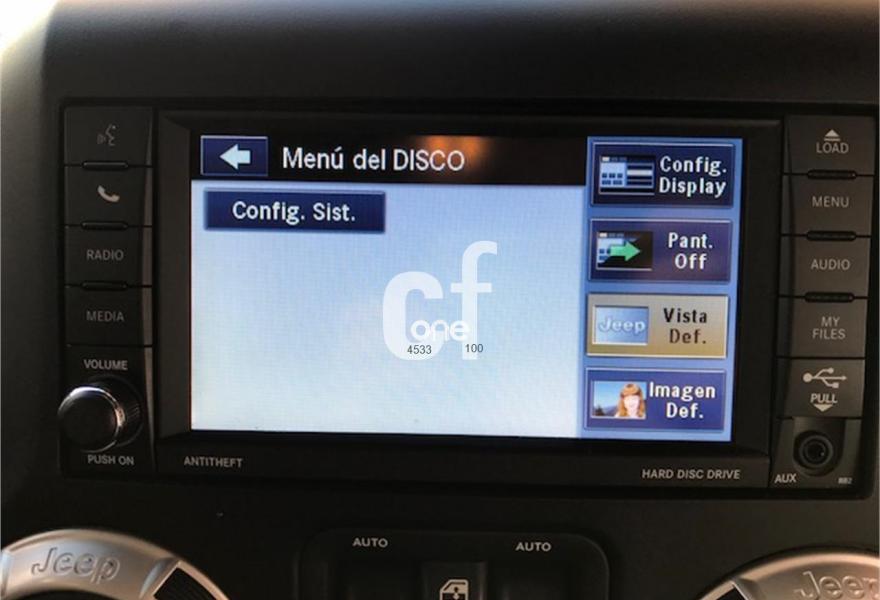 LOAD
Menú del DISCO
Config.
Display
MENU
Config. Sist.
Pant.
Off
RADIO
AUDIO
cf
one
4533 100
MEDIA
Jeep
Vista
Def.
MY
FILES
VOLUME
Imagen
Def.
PULL
PUSH ON
ANTITHEFT
HARD DISC DRIVE
AUX
AUTO
AUTO
Jeep
Jeep